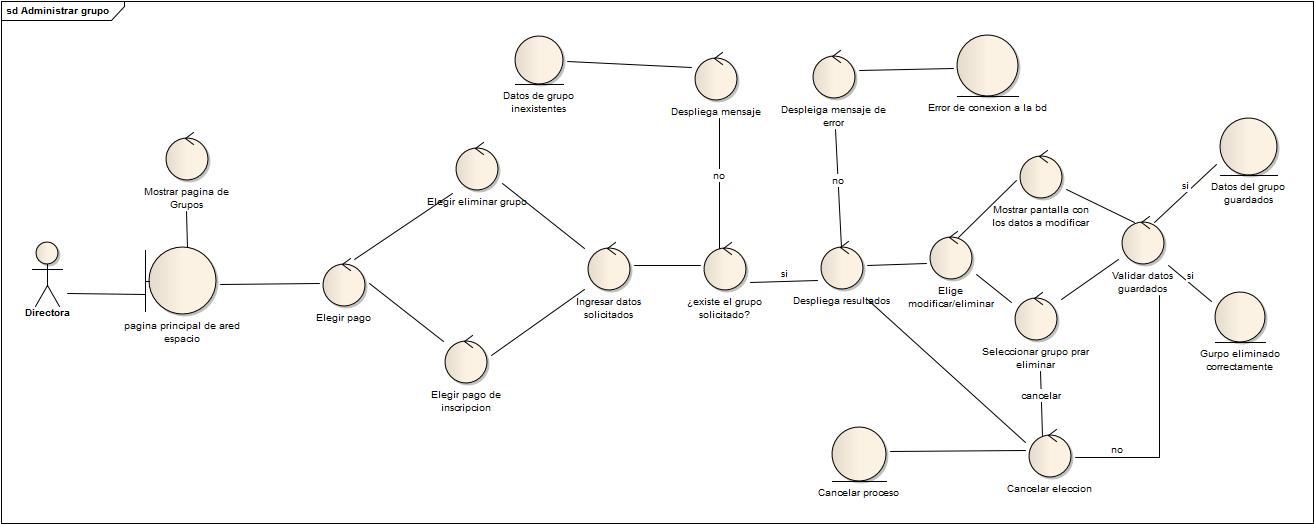 sd Administrar grupo
Datos de grupo
inexistentes
Despliega mensaje
Despleiga mensaje de
error
Error de conexion a la bd
Mostrar pagina de
Grupos
Elegir eliminar grupo
no
no
Mostrar pantalla con
los datos a modificar
si
Datos del grupo
guardados
Directora
pagina principal de ared
espacio
Elegir pago
Ingresar datos
solicitados
¿existe el grupo
solicitado?
si
Despliega resultados
Elige
modificar/eliminar
Validar datos
guardados
si
Elegir pago de
inscripcion
Seleccionar grupo prar
eliminar
Gurpo eliminado
correctamente
cancelar
no
Cancelar proceso
Cancelar eleccion